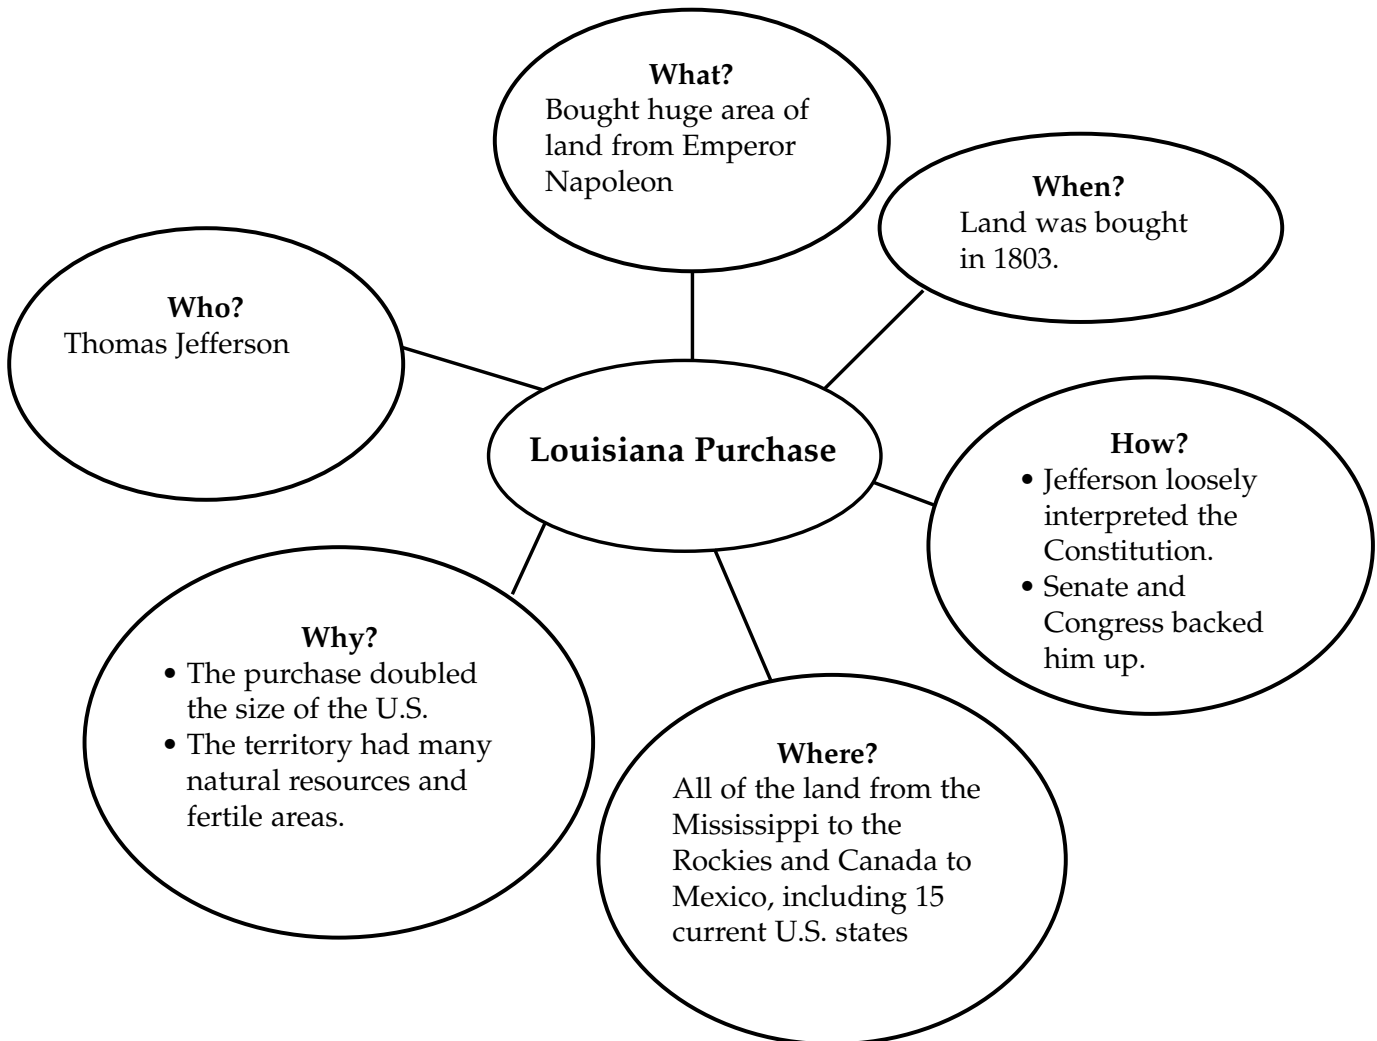 What?
Bought huge area of
land from Emperor
Napoleon
When?
Land was bought
in 1803.
Who?
Thomas Jefferson
Louisiana Purchase
How?
• Jefferson loosely
interpreted the
Constitution.
• Senate and
Congress backed
him up.
Why?
• The purchase doubled
the size of the U.S.
• The territory had many
natural resources and
fertile areas.
Where?
All of the land from the
Mississippi to the
Rockies and Canada to
Mexico, including 15
current U.S. states